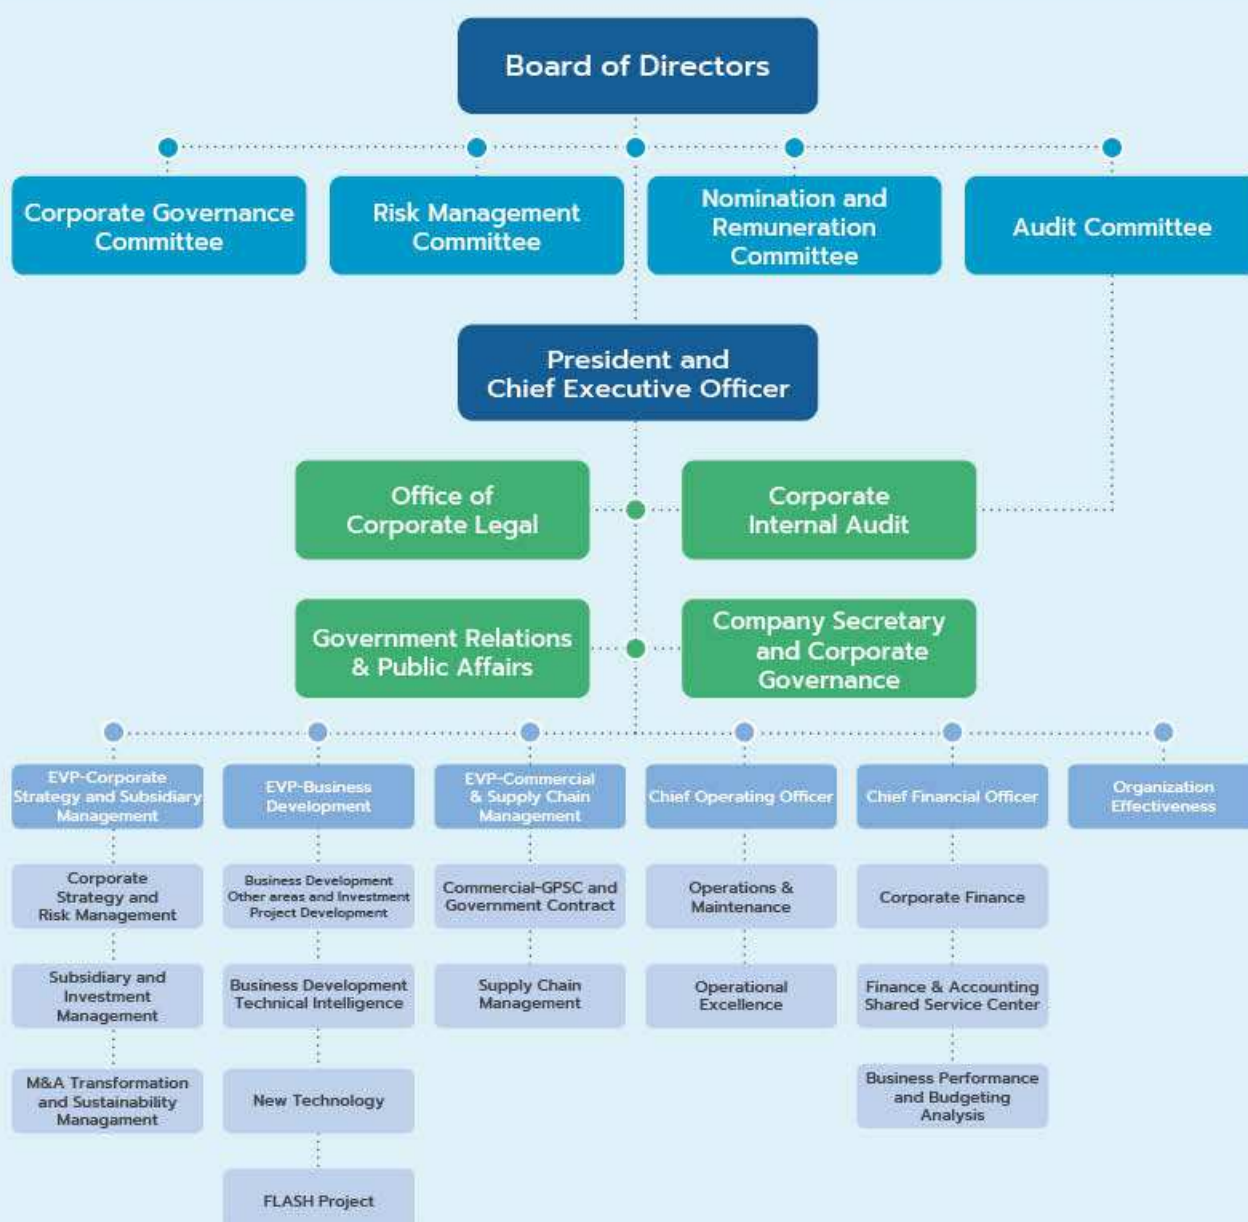 Board of Directors
Corporate Governance
Committee
Risk Management
Committee
Nomination and
Remuneration
Committee
Audit Committee
President and
Chief Executive Officer
Office of
Corporate Legal
Corporate
Internal Audit
Government Relations
& Public Affairs
Company Secretary
and Corporate
Governance
EVP-Corporate
Strategy and Subsidiary
Management
EVP-Business
Development
EVP-Commercial
& Supply Chain
Management
Chief Operating Officer
Chief Financial Officer
Organization
Effectiveness
Corporate
Strategy and
Risk Management
Business Development
Other areas and Investment
Project Development
Commercial-GPSC and
Government Contract
Operations &
Maintenance
Corporate Finance
Subsidiary and
Investment
Management
Business Development
Technical Intelligence
Supply Chain
Management
Operational
Excellence
Finance & Accounting
Shared Service Center
M&A Transformation
and Sustainability
Managament
New Technology
Business Performance
and Budgeting
Analysis
FLASH Project